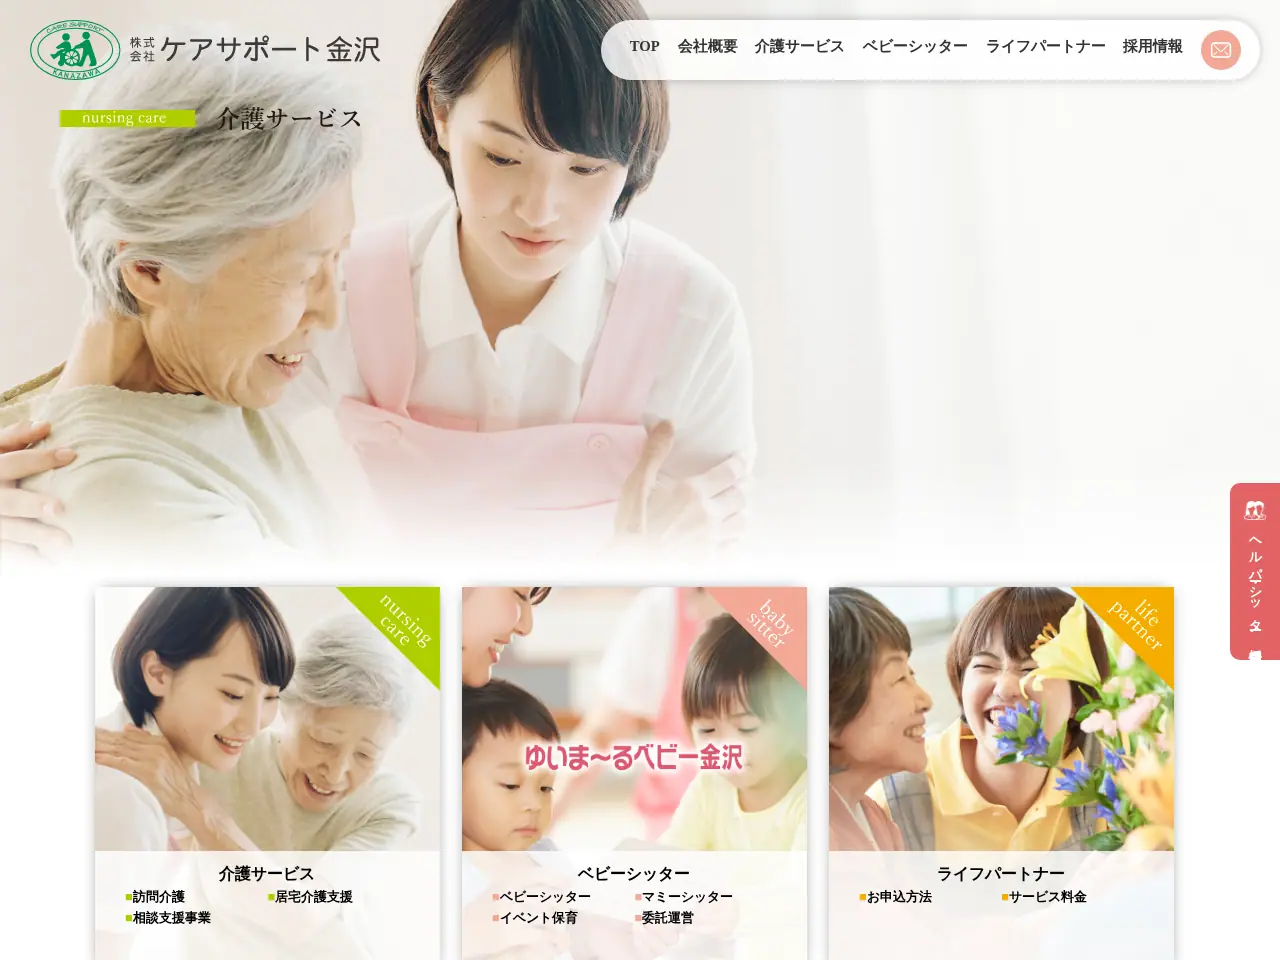 CARE SUPPORT
KANAZAWA
株式会社 ケアサポート金沢
TOP 会社概要 介護サービス ベビーシッター ライフパートナー 採用情報
nursing care 介護サービス
ヘルパー・シッター
nursing care
baby sitter
life partner
ゆいま〜るベビー金沢
介護サービス
■訪問介護 ■居宅介護支援
■相談支援事業
ベビーシッター
■ベビーシッター ■マミーシッター
■イベント保育 ■委託運営
ライフパートナー
■お申込方法 ■サービス料金